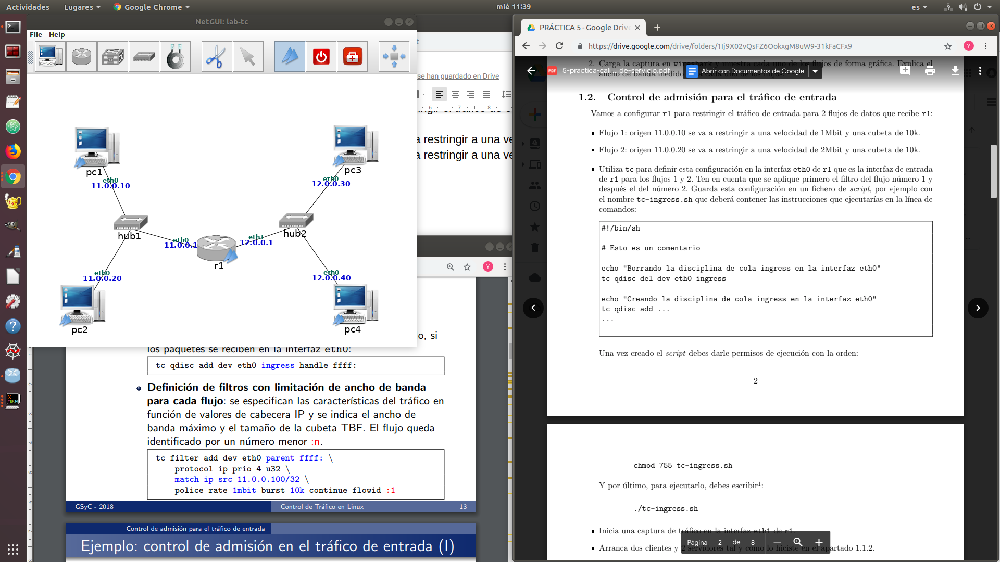 Actividades
Lugares
Google Chrome
mié 11:39
es
NetGUI: lab-tc
File Help
pc1
eth0
11.0.0.10
pc3
eth0
12.0.0.30
hub1
hub2
eth0
11.0.0.1
eth1
12.0.0.1
r1
eth0
11.0.0.20
pc2
eth0
12.0.0.40
pc4
se han guardado en Drive
6 7 8
a restringir a una ve
a restringir a una ve
Y
lo, si
los paquetes se reciben en la interfaz eth0:
tc qdisc add dev eth0 ingress handle ffff:
Definición de filtros con limitación de ancho de banda
para cada flujo: se especifican las características del tráfico en
función de valores de cabecera IP y se indica el ancho de
banda máximo y el tamaño de la cubeta TBF. El flujo queda
identificado por un número menor :n.
tc filter add dev eth0 parent ffff: \
protocol ip prio 4 u32 \
match ip src 11.0.0.100/32 \
police rate 1mbit burst 10k continue flowid :1
GSyC - 2018
Control de Tráfico en Linux
13
Control de admisión para el tráfico de entrada
Ejemplo: control de admisión en el tráfico de entrada (I)
PRÁCTICA 5 - Google Drive
https://drive.google.com/drive/folders/1Ij9X02vQsFZ6OokxgM8uW9-31kFaCFx9
Y
2. Carga la captura en wireshark y muestra cada uno de los flujos de forma gráfica. Explica el
ancho de banda medido
PDF
5-practica-cali ... de-servicio.pdf
Abrir con Documentos de Google
1.2. Control de admisión para el tráfico de entrada
Vamos a configurar r1 para restringir el tráfico de entrada para 2 flujos de datos que recibe r1:
Flujo 1: origen 11.0.0.10 se va a restringir a una velocidad de 1Mbit y una cubeta de 10k.
Flujo 2: origen 11.0.0.20 se va a restringir a una velocidad de 2Mbit y una cubeta de 10k.
Utiliza tc para definir esta configuración en la interfaz eth0 de r1 que es la interfaz de entrada
de r1 para los flujos 1 y 2. Ten en cuenta que se aplique primero el filtro del flujo número 1 y
después el del número 2. Guarda esta configuración en un fichero de script, por ejemplo con
el nombre tc-ingress.sh que deberá contener las instrucciones que ejecutarías en la línea de
comandos:
#!/bin/sh
# Esto es un comentario
echo "Borrando la disciplina de cola ingress en la interfaz eth0"
tc qdisc del dev eth0 ingress
echo "Creando la disciplina de cola ingress en la interfaz eth0"
tc qdisc add ...
...
Una vez creado el script debes darle permisos de ejecución con la orden:
2
chmod 755 tc-ingress.sh
Y por último, para ejecutarlo, debes escribir1:
./tc-ingress.sh
Inicia una captura de tráfico en la interfaz eth1 de r1.
Arranca dos clientes y 2 servidores tal y como lo hiciste en el apartado 1.1.2.
Página 2 de 8